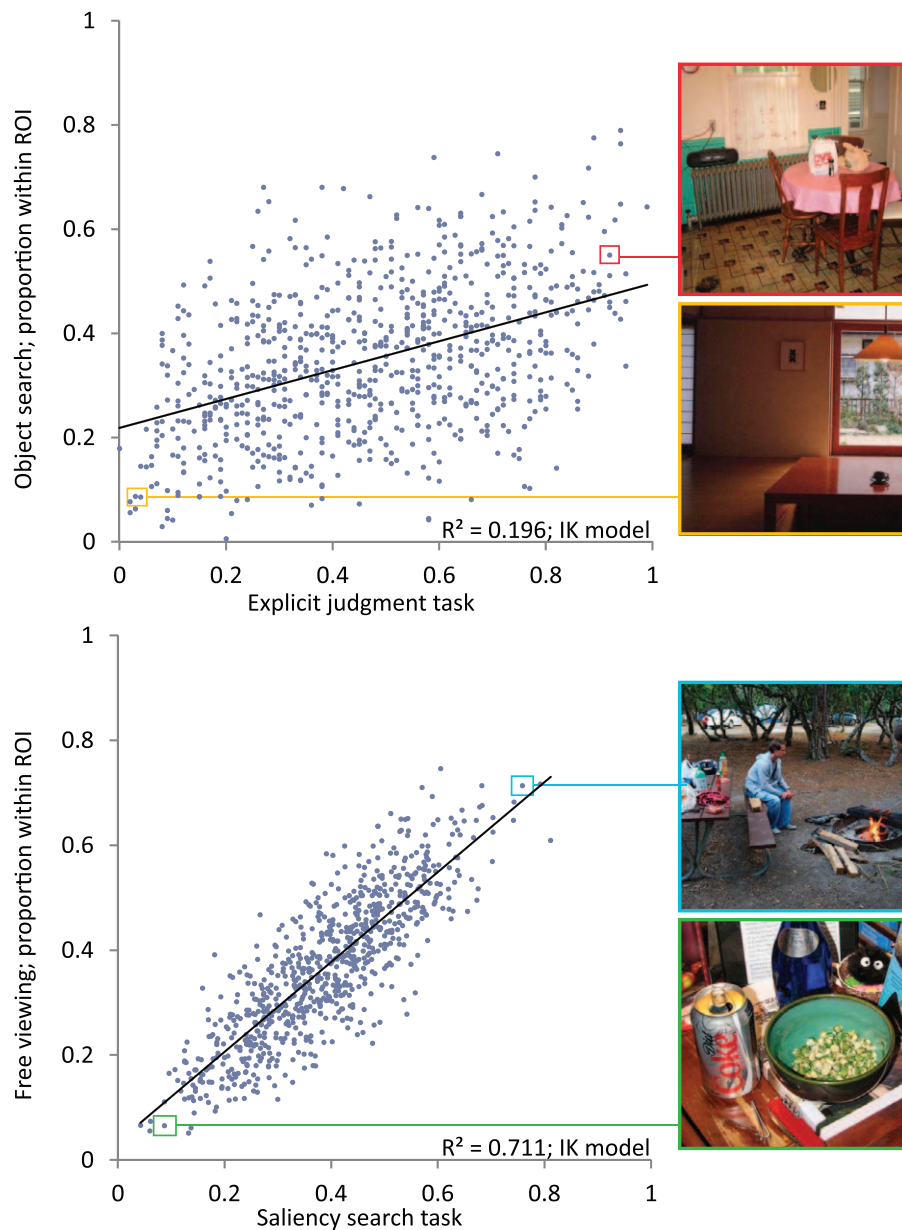 1
0.8
0.6
0.4
0.2
0
Object search; proportion within ROI
0 0.2 0.4 0.6 0.8 1
Explicit judgment task
R² = 0.196; IK model
1
0.8
0.6
0.4
0.2
0
Free viewing; proportion within ROI
0 0.2 0.4 0.6 0.8 1
Saliency search task
R² = 0.711; IK model
Diet
Coke